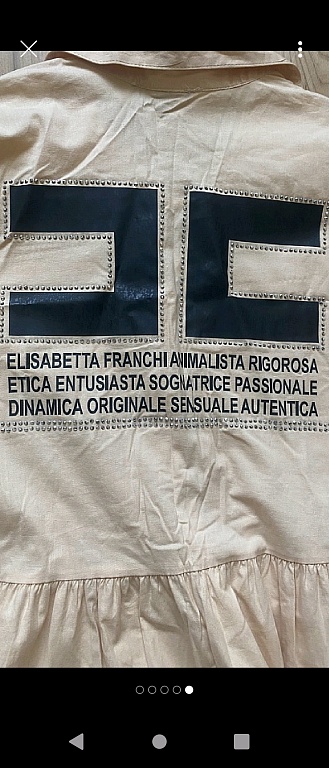 ELISABETTA FRANCHI ANIMALISTA RIGOROSA
ETICA ENTUSIASTA SOGNATRICE PASSIONALE
DINAMICA ORIGINALE SENSUALE AUTENTICA